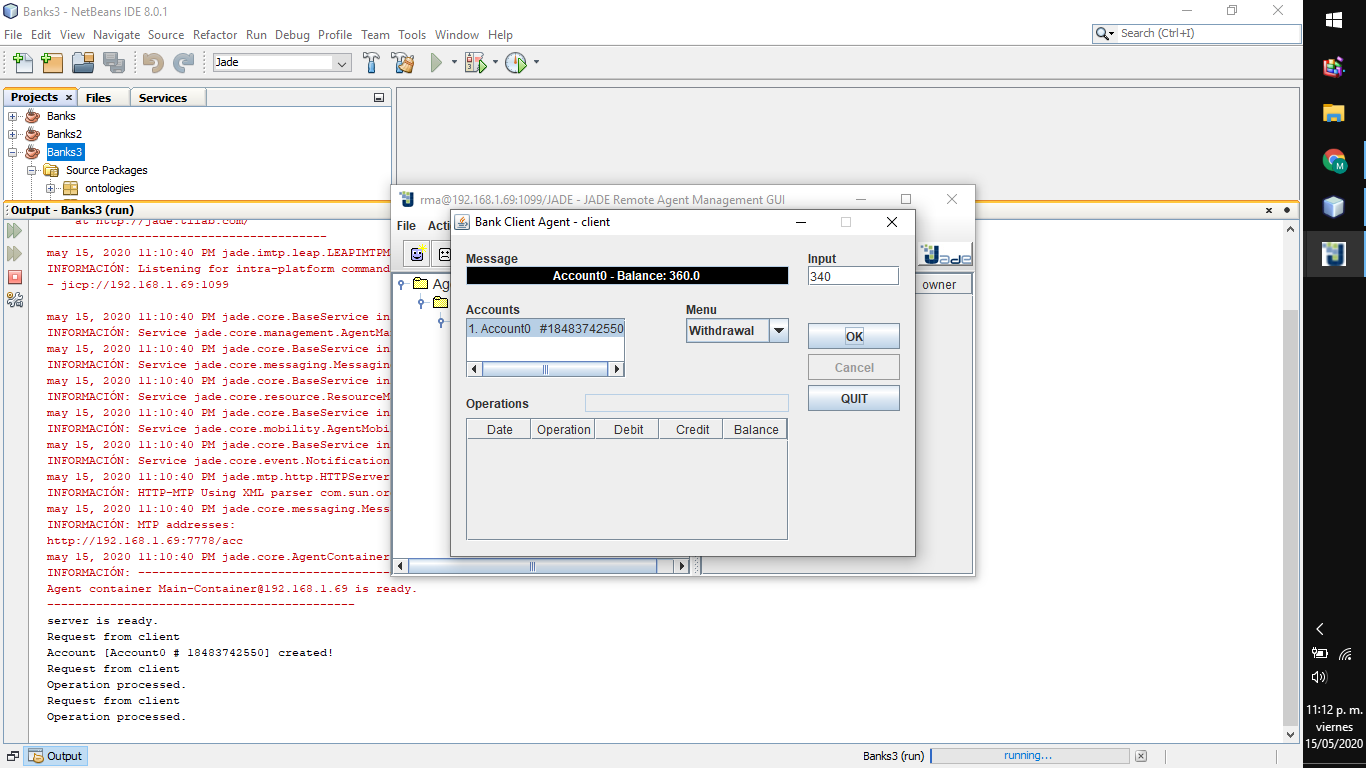 Banks3 - NetBeans IDE 8.0.1
File Edit View Navigate Source Refactor Run Debug Profile Team Tools Window Help
Search (Ctrl+I)
Jade
Projects Files Services
Banks
Banks2
Banks3
Source Packages
ontologies
Output - Banks3 (run)
at http://jade.tilab.com/
----------------------------------------
may 15, 2020 11:10:40 PM jade.imtp.leap.LEAPIMTPM
INFORMACIÓN: Listening for intra-platform command
- jicp://192.168.1.69:1099
may 15, 2020 11:10:40 PM jade.core.BaseService in
INFORMACIÓN: Service jade.core.management.AgentMa
may 15, 2020 11:10:40 PM jade.core.BaseService in
INFORMACIÓN: Service jade.core.messaging.Messagin
may 15, 2020 11:10:40 PM jade.core.BaseService in
INFORMACIÓN: Service jade.core.resource.ResourceM
may 15, 2020 11:10:40 PM jade.core.BaseService in
INFORMACIÓN: Service jade.core.mobility.AgentMobi
may 15, 2020 11:10:40 PM jade.core.BaseService in
INFORMACIÓN: Service jade.core.event.Notification
may 15, 2020 11:10:40 PM jade.mtp.http.HTTPServer
INFORMACIÓN: HTTP-MTP Using XML parser com.sun.or
may 15, 2020 11:10:40 PM jade.core.messaging.Mess
INFORMACIÓN: MTP addresses:
http://192.168.1.69:7778/acc
may 15, 2020 11:10:40 PM jade.core.AgentContainer
INFORMACIÓN: ------------------------------------
Agent container Main-Container@192.168.1.69 is ready.
--------------------------------------------
server is ready.
Request from client
Account [Account0 # 18483742550] created!
Request from client
Operation processed.
Request from client
Operation processed.
rma@192.168.1.69:1099/JADE - JADE Remote Agent Management GUI
File Acti
Jade
Ag
owner
Bank Client Agent - client
Message
Input
Account0 - Balance: 360.0
340
Accounts
Menu
1. Account0 #18483742550
Withdrawal
OK
Cancel
QUIT
Operations
Date Operation Debit Credit Balance
Output
Banks3 (run)
running...
11:12 p. m.
viernes
15/05/2020